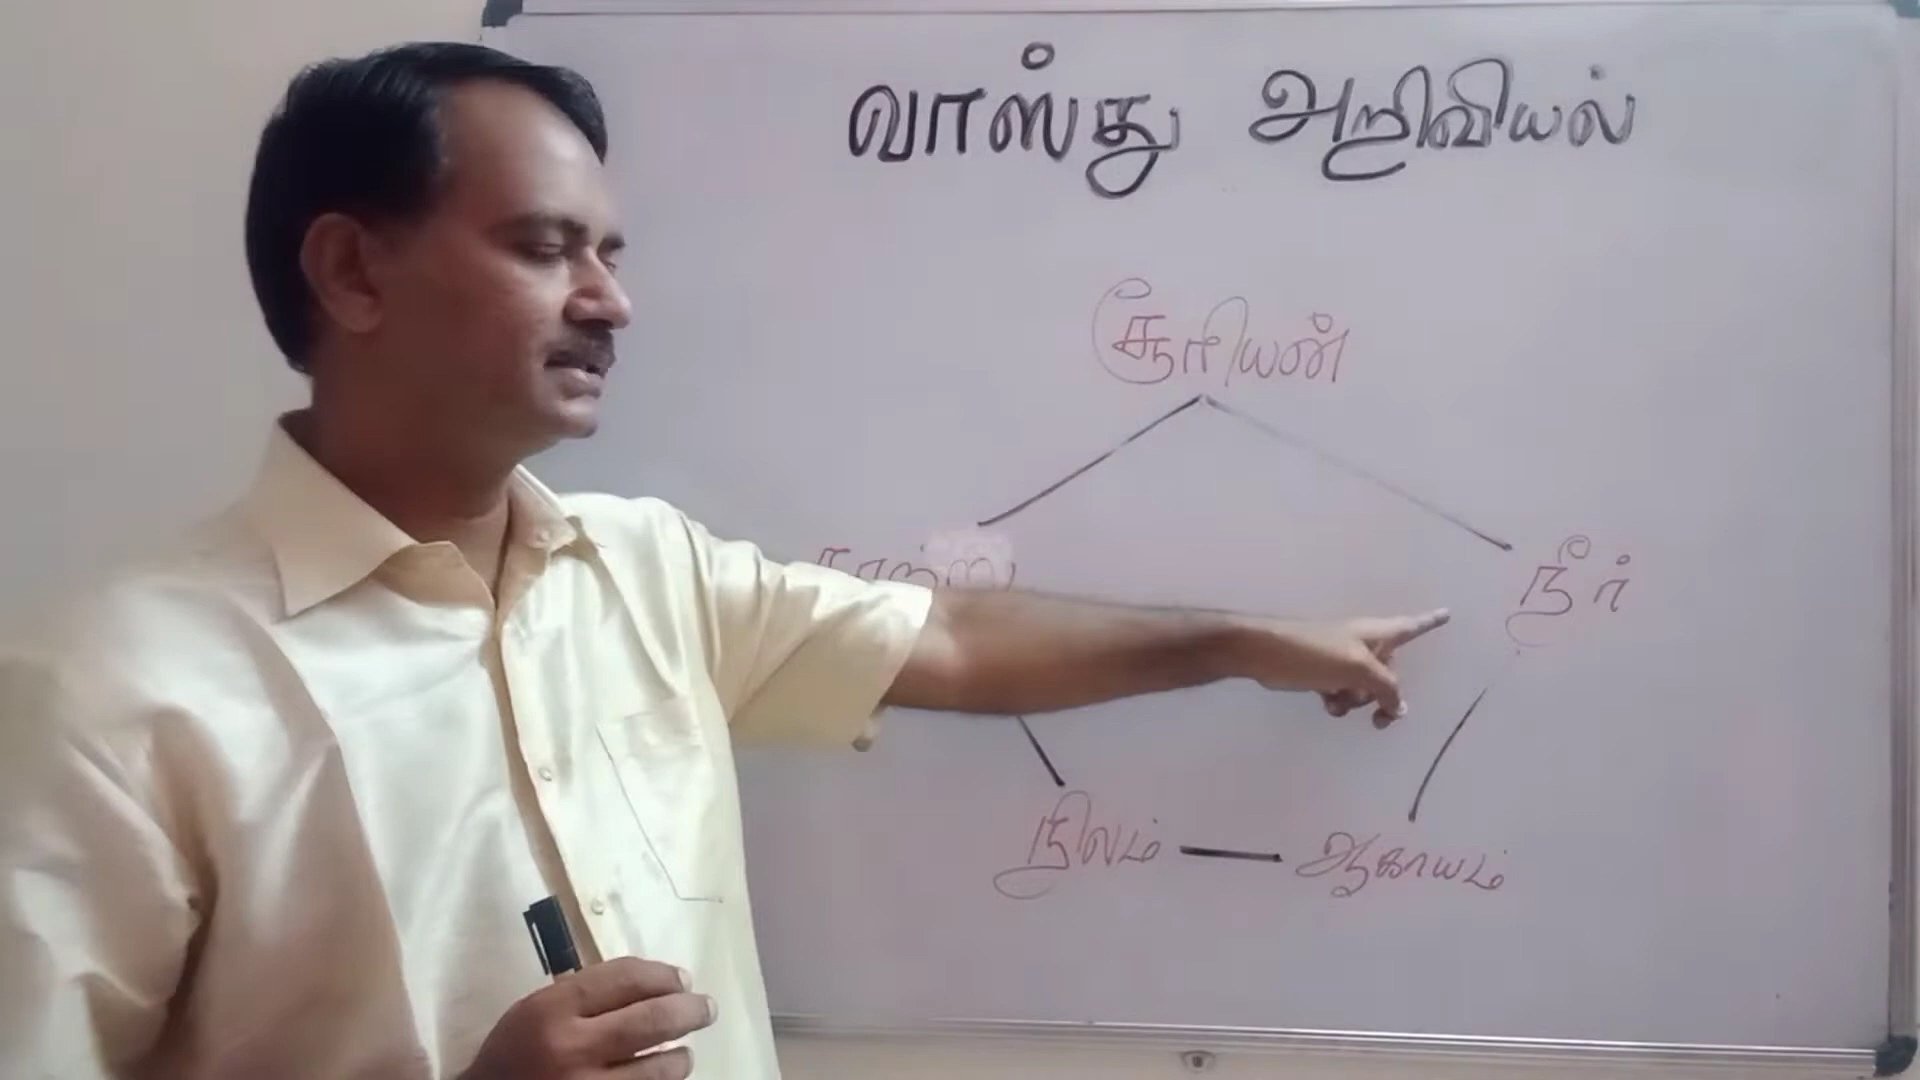 வாஸ்து அறிவியல்
சூரியன்
காற்று
நீர்
நிலம்
ஆகாயம்